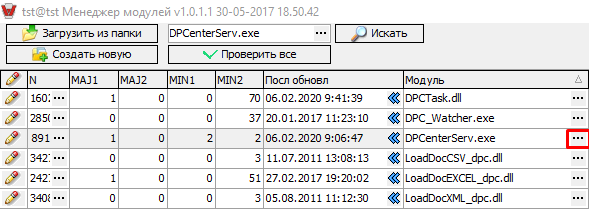 tst@tst Менеджер модулей v1.0.1.1 30-05-2017 18.50.42
Загрузить из папки DPCenterServ.exe ... Искать
Создать новую Проверить все
N MAJ1 MAJ2 MIN1 MIN2 Посл обновл Модуль
1602 ... 1 0 0 70 06.02.2020 9:41:39 DPCTask.dll ...
2850 ... 0 0 0 37 20.01.2017 11:23:10 DPC_Watcher.exe ...
891 ... 1 0 2 2 06.02.2020 9:06:47 DPCenterServ.exe ...
3427 ... 0 0 0 3 11.07.2011 13:08:13 LoadDocCSV_dpc.dll ...
2427 ... 1 0 0 51 27.02.2017 19:20:02 LoadDocEXCEL_dpc.dll ...
3408 ... 0 0 0 3 05.08.2011 11:12:30 LoadDocXML_dpc.dll ...